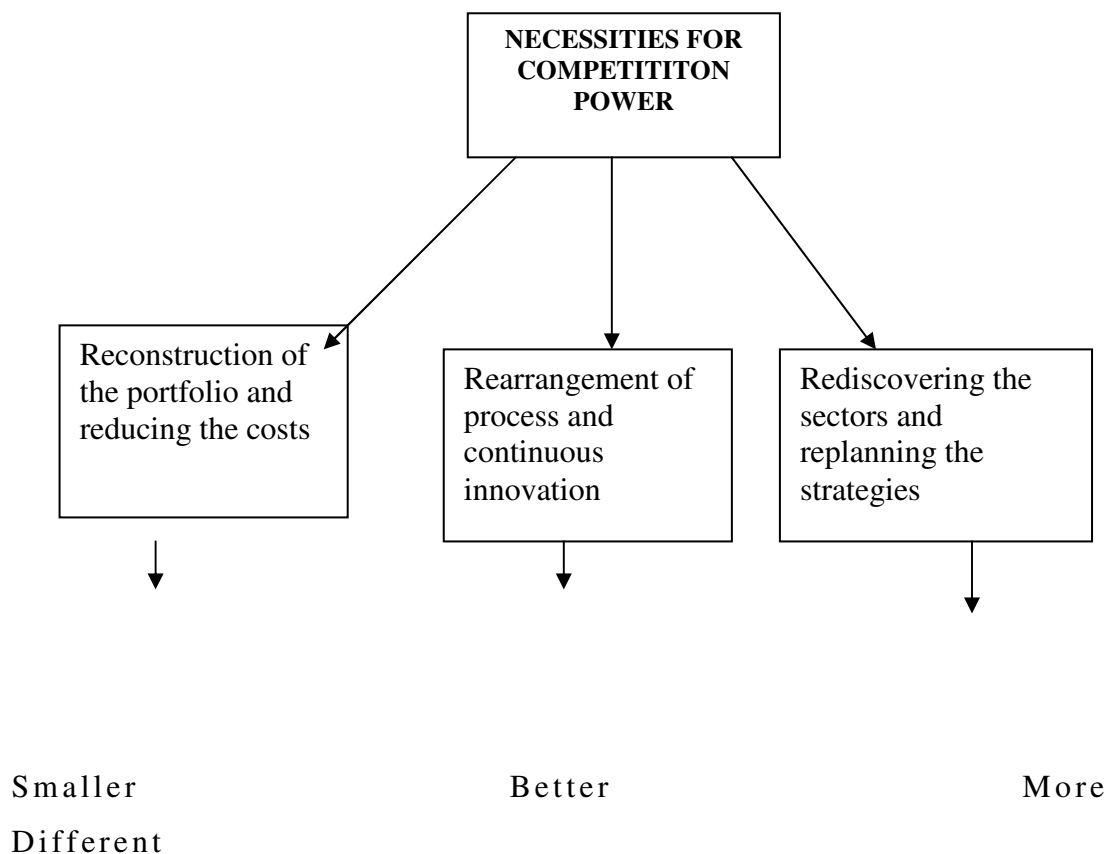 NECESSITIES FOR
COMPETITITON
POWER
Reconstruction of
the portfolio and
reducing the costs
Rearrangement of
process and
continuous
innovation
Rediscovering the
sectors and
replanning the
strategies
Smaller Better More
Different